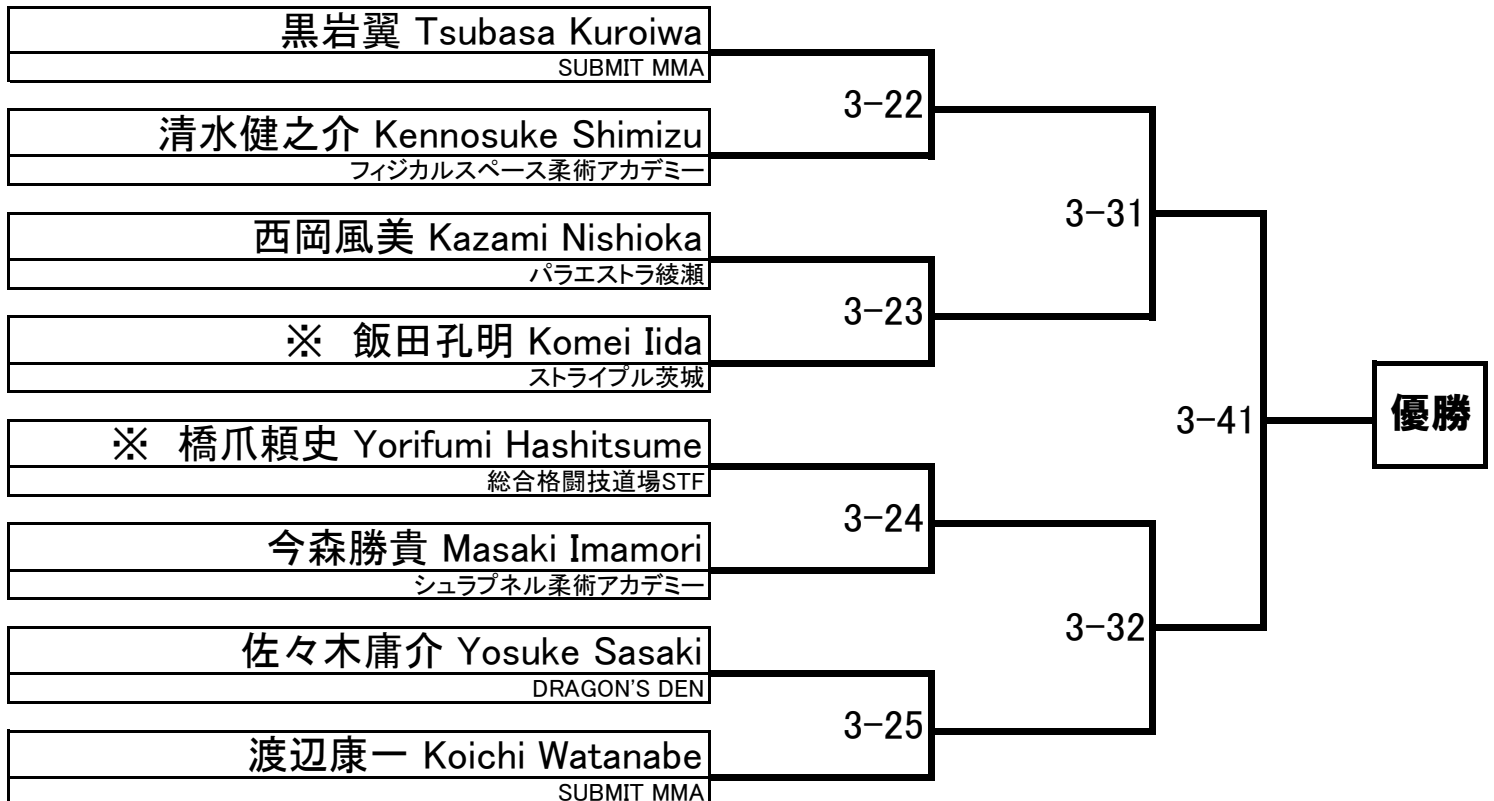 黒岩翼 Tsubasa Kuroiwa
SUBMIT MMA
3-22
清水健之介 Kennosuke Shimizu
フィジカルスペース柔術アカデミー
3-31
西岡風美 Kazami Nishioka
パラエストラ綾瀬
3-23
※ 飯田孔明 Komei Iida
ストライプル茨城
3-41
優勝
※ 橋爪頼史 Yorifumi Hashitsume
総合格闘技道場STF
3-24
今森勝貴 Masaki Imamori
シュラプネル柔術アカデミー
3-32
佐々木庸介 Yosuke Sasaki
DRAGON'S DEN
3-25
渡辺康一 Koichi Watanabe
SUBMIT MMA